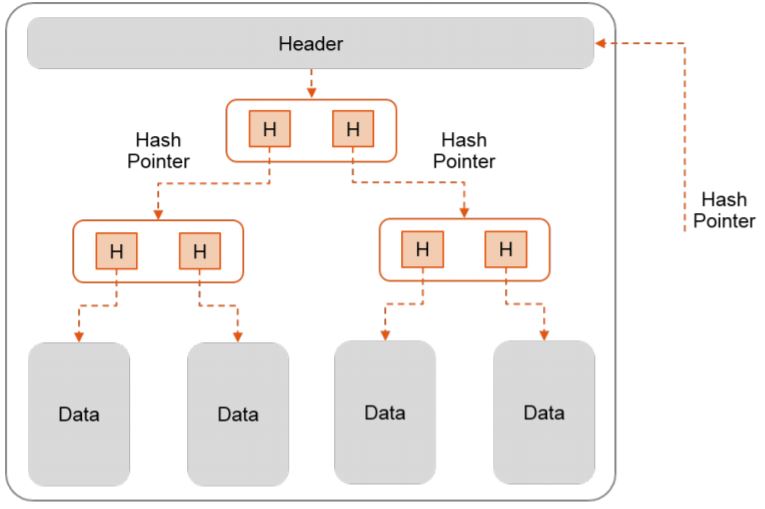 Header
H
H
Hash
Pointer
Hash
Pointer
Hash
Pointer
H
H
H
H
Data
Data
Data
Data